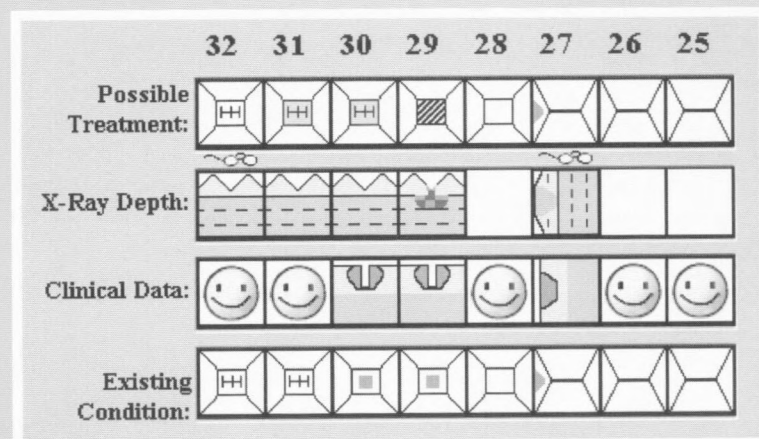 32 31 30 29 28 27 26 25
Possible
Treatment:
X-Ray Depth:
Clinical Data:
Existing
Condition: